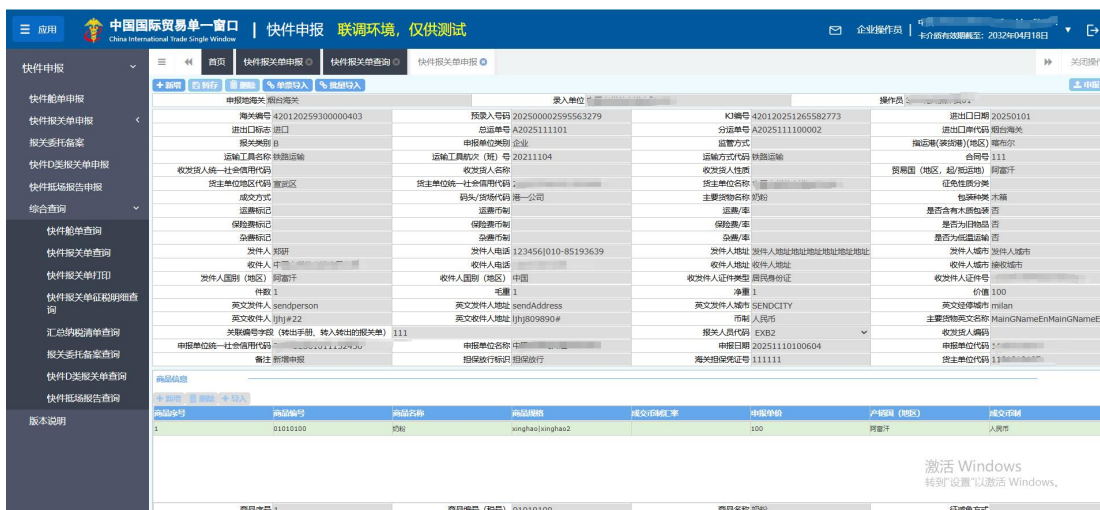 应用
中国国际贸易单一窗口
China International Trade Single Window
快件申报 联调环境，仅供测试
企业操作员
卡介质有效期截至：2032年04月18日
快件申报
快件舱单申报
快件报关单申报
报关委托备案
快件D类报关单申报
快件抵场报告申报
综合查询
快件舱单查询
快件报关单查询
快件报关单打印
快件报关单征税明细查询
汇总纳税清单查询
报关委托备案查询
快件D类报关单查询
快件抵场报告查询
版本说明
首页 快件报关单申报 快件报关单查询 快件报关单申报 关闭操作
新增 暂存 删除 单票导入 批量导入 申报
申报地海关 烟台海关 录入单位 操作员
海关编号 420120259300000403 预录入号码 202500002595563279 KJ编号 42012025126558​2773 进出口日期 20250101
进出口标志 进口 总运单号 A2025111101 分运单号 A2025111100002 进出口岸代码 烟台海关
报关类别 B 申报单位类别 企业 监管方式 指运港(装货港)(地区) 喀布尔
运输工具名称 铁路运输 运输工具航次（班）号 20211104 运输方式代码 铁路运输 合同号 111
收发货人统一社会信用代码 收发货人名称 收发货人性质 贸易国（地区，起/抵运地） 阿富汗
货主单位地区代码 宣武区 货主单位统一社会信用代码 货主单位名称 征免性质分类
成交方式 码头/货场代码 港一公司 主要货物名称 奶粉 包装种类 木箱
运费标记 运费币制 运费/率 是否含有木质包装 否
保险费标记 保险费币制 保险费/率 是否为旧物品 否
杂费标记 杂费币制 杂费/率 是否为低温运输 否
发件人 郑研 发件人电话 123456|010-85193639 发件人地址 发件人地址地址地址地址地址地址 发件人城市 发件人城市
收件人 收件人电话 收件人地址 收件人地址 收件人城市 接收城市
发件人国别（地区） 阿富汗 收件人国别（地区） 中国 收发件人证件类型 居民身份证 收发件人证件号
件数 1 毛重 1 净重 1 价值 100
英文发件人 sendperson 英文发件人地址 sendAddress 英文发件人城市 SENDCITY 英文经停城市 milan
英文收件人 ljhj#22 英文收件人地址 ljhj809890# 币制 人民币 主要货物英文名称 MainGNameEnMainGNameE
关联编号字段（转出手册、转入转出的报关单） 111 报关人员代码 EXB2 收发货人编码
申报单位统一社会信用代码 申报单位名称 申报日期 20251110100604 申报单位代码
备注 新增申报 担保放行标识 担保放行 海关担保凭证号 111111 货主单位代码
商品信息
新增 删除 导入
商品序号 商品编号 商品名称 商品规格 成交币制汇率 申报单价 产销国（地区） 成交币制
1 01010100 奶粉 xinghao|xinghao2 100 阿富汗 人民币
激活 Windows
转到"设置"以激活 Windows。
商品序号 1 商品编号（税号） 01010100 商品名称 奶粉 征减免方式